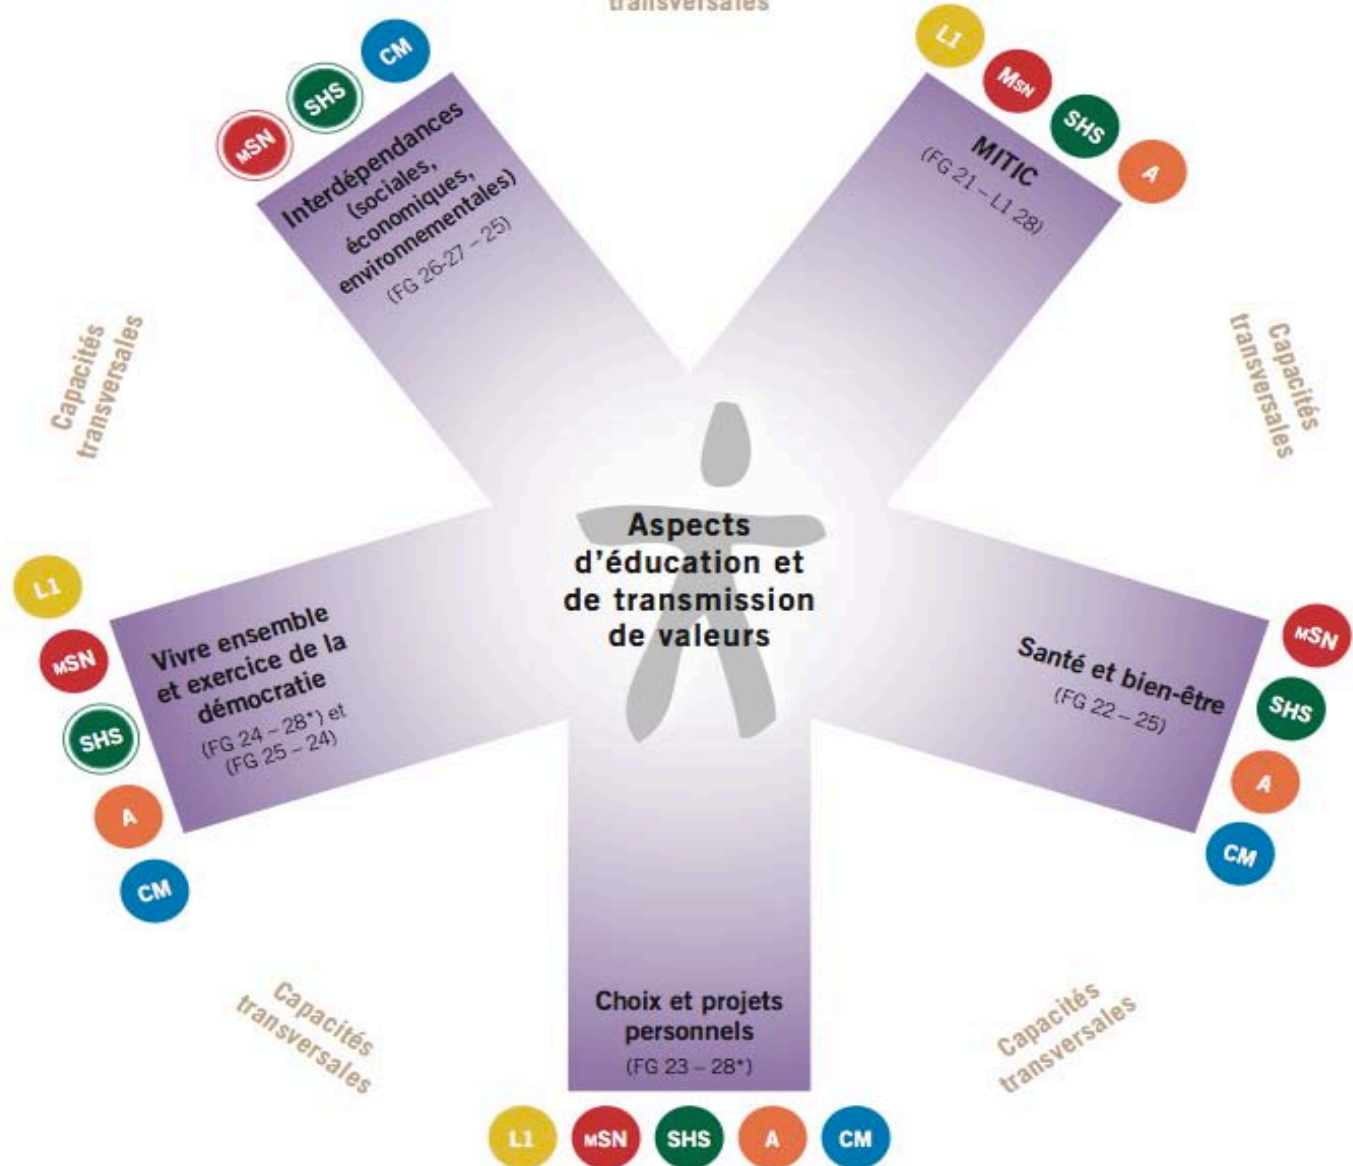 transversales
CM
SHS
MSN
Interdépendances
(sociales,
économiques,
environnementales)
(FG 26-27 – 25)
L1
MSN
SHS
A
MITIC
(FG 21 – L1 28)
Capacités
transversales
Capacités
transversales
Aspects
d'éducation et
de transmission
de valeurs
L1
MSN
SHS
A
CM
Vivre ensemble
et exercice de la
démocratie
(FG 24 – 28*) et
(FG 25 – 24)
Santé et bien-être
(FG 22 – 25)
MSN
SHS
A
CM
Capacités
transversales
Capacités
transversales
Choix et projets
personnels
(FG 23 – 28*)
L1 MSN SHS A CM